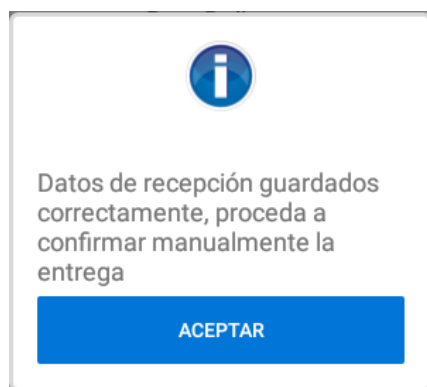 Datos de recepción guardados
correctamente, proceda a
confirmar manualmente la
entrega
ACEPTAR